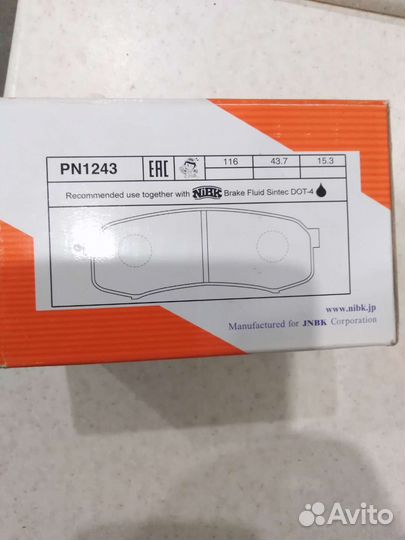 PN1243 EAC 116 43.7 15.3
Recommended use together with NiBK Brake Fluid Sintec DOT-4
www.nibk.jp
Manufactured for JNBK Corporation
Avito